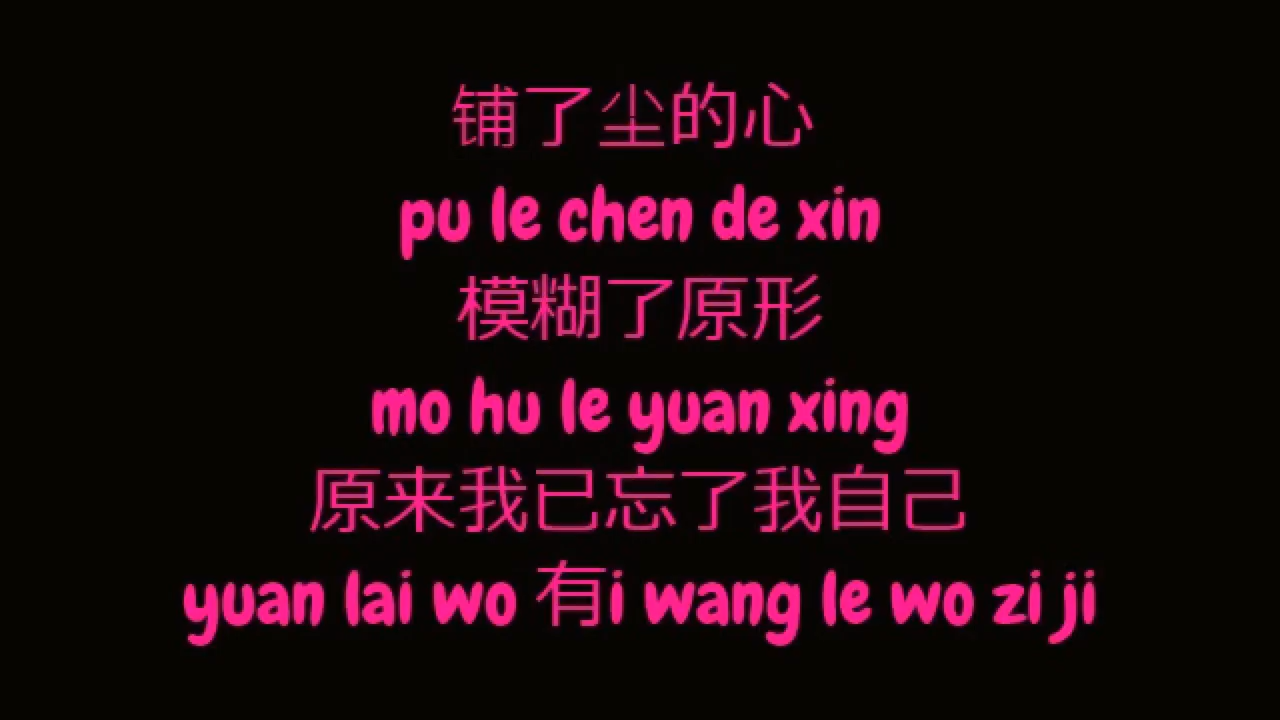 铺了尘的心
pu le chen de xin
模糊了原形
mo hu le yuan xing
原来我已忘了我自己
yuan lai wo 有i wang le wo zi ji